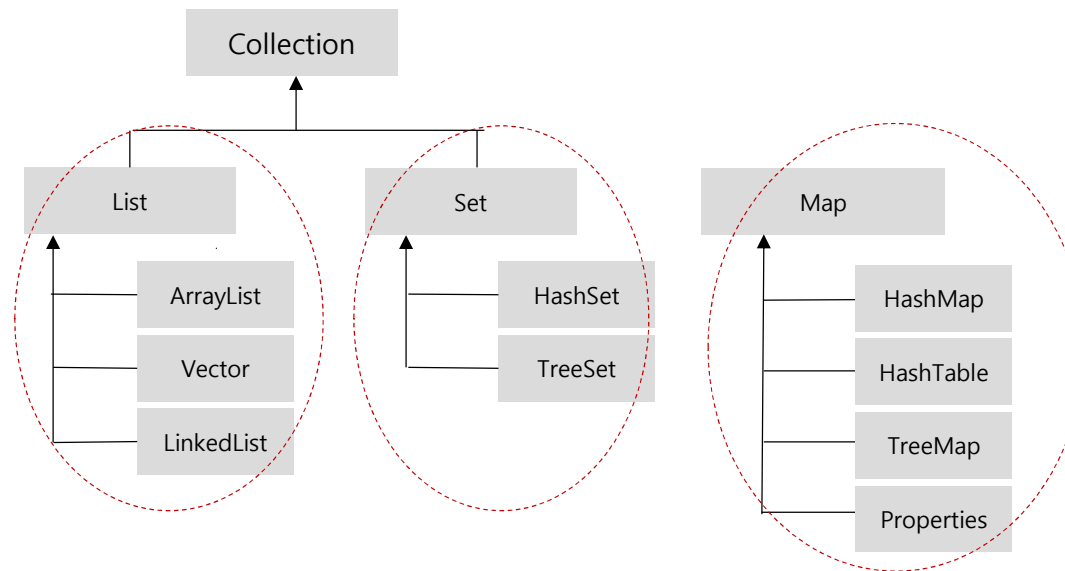 Collection
List
Set
Map
ArrayList
Vector
LinkedList
HashSet
TreeSet
HashMap
HashTable
TreeMap
Properties